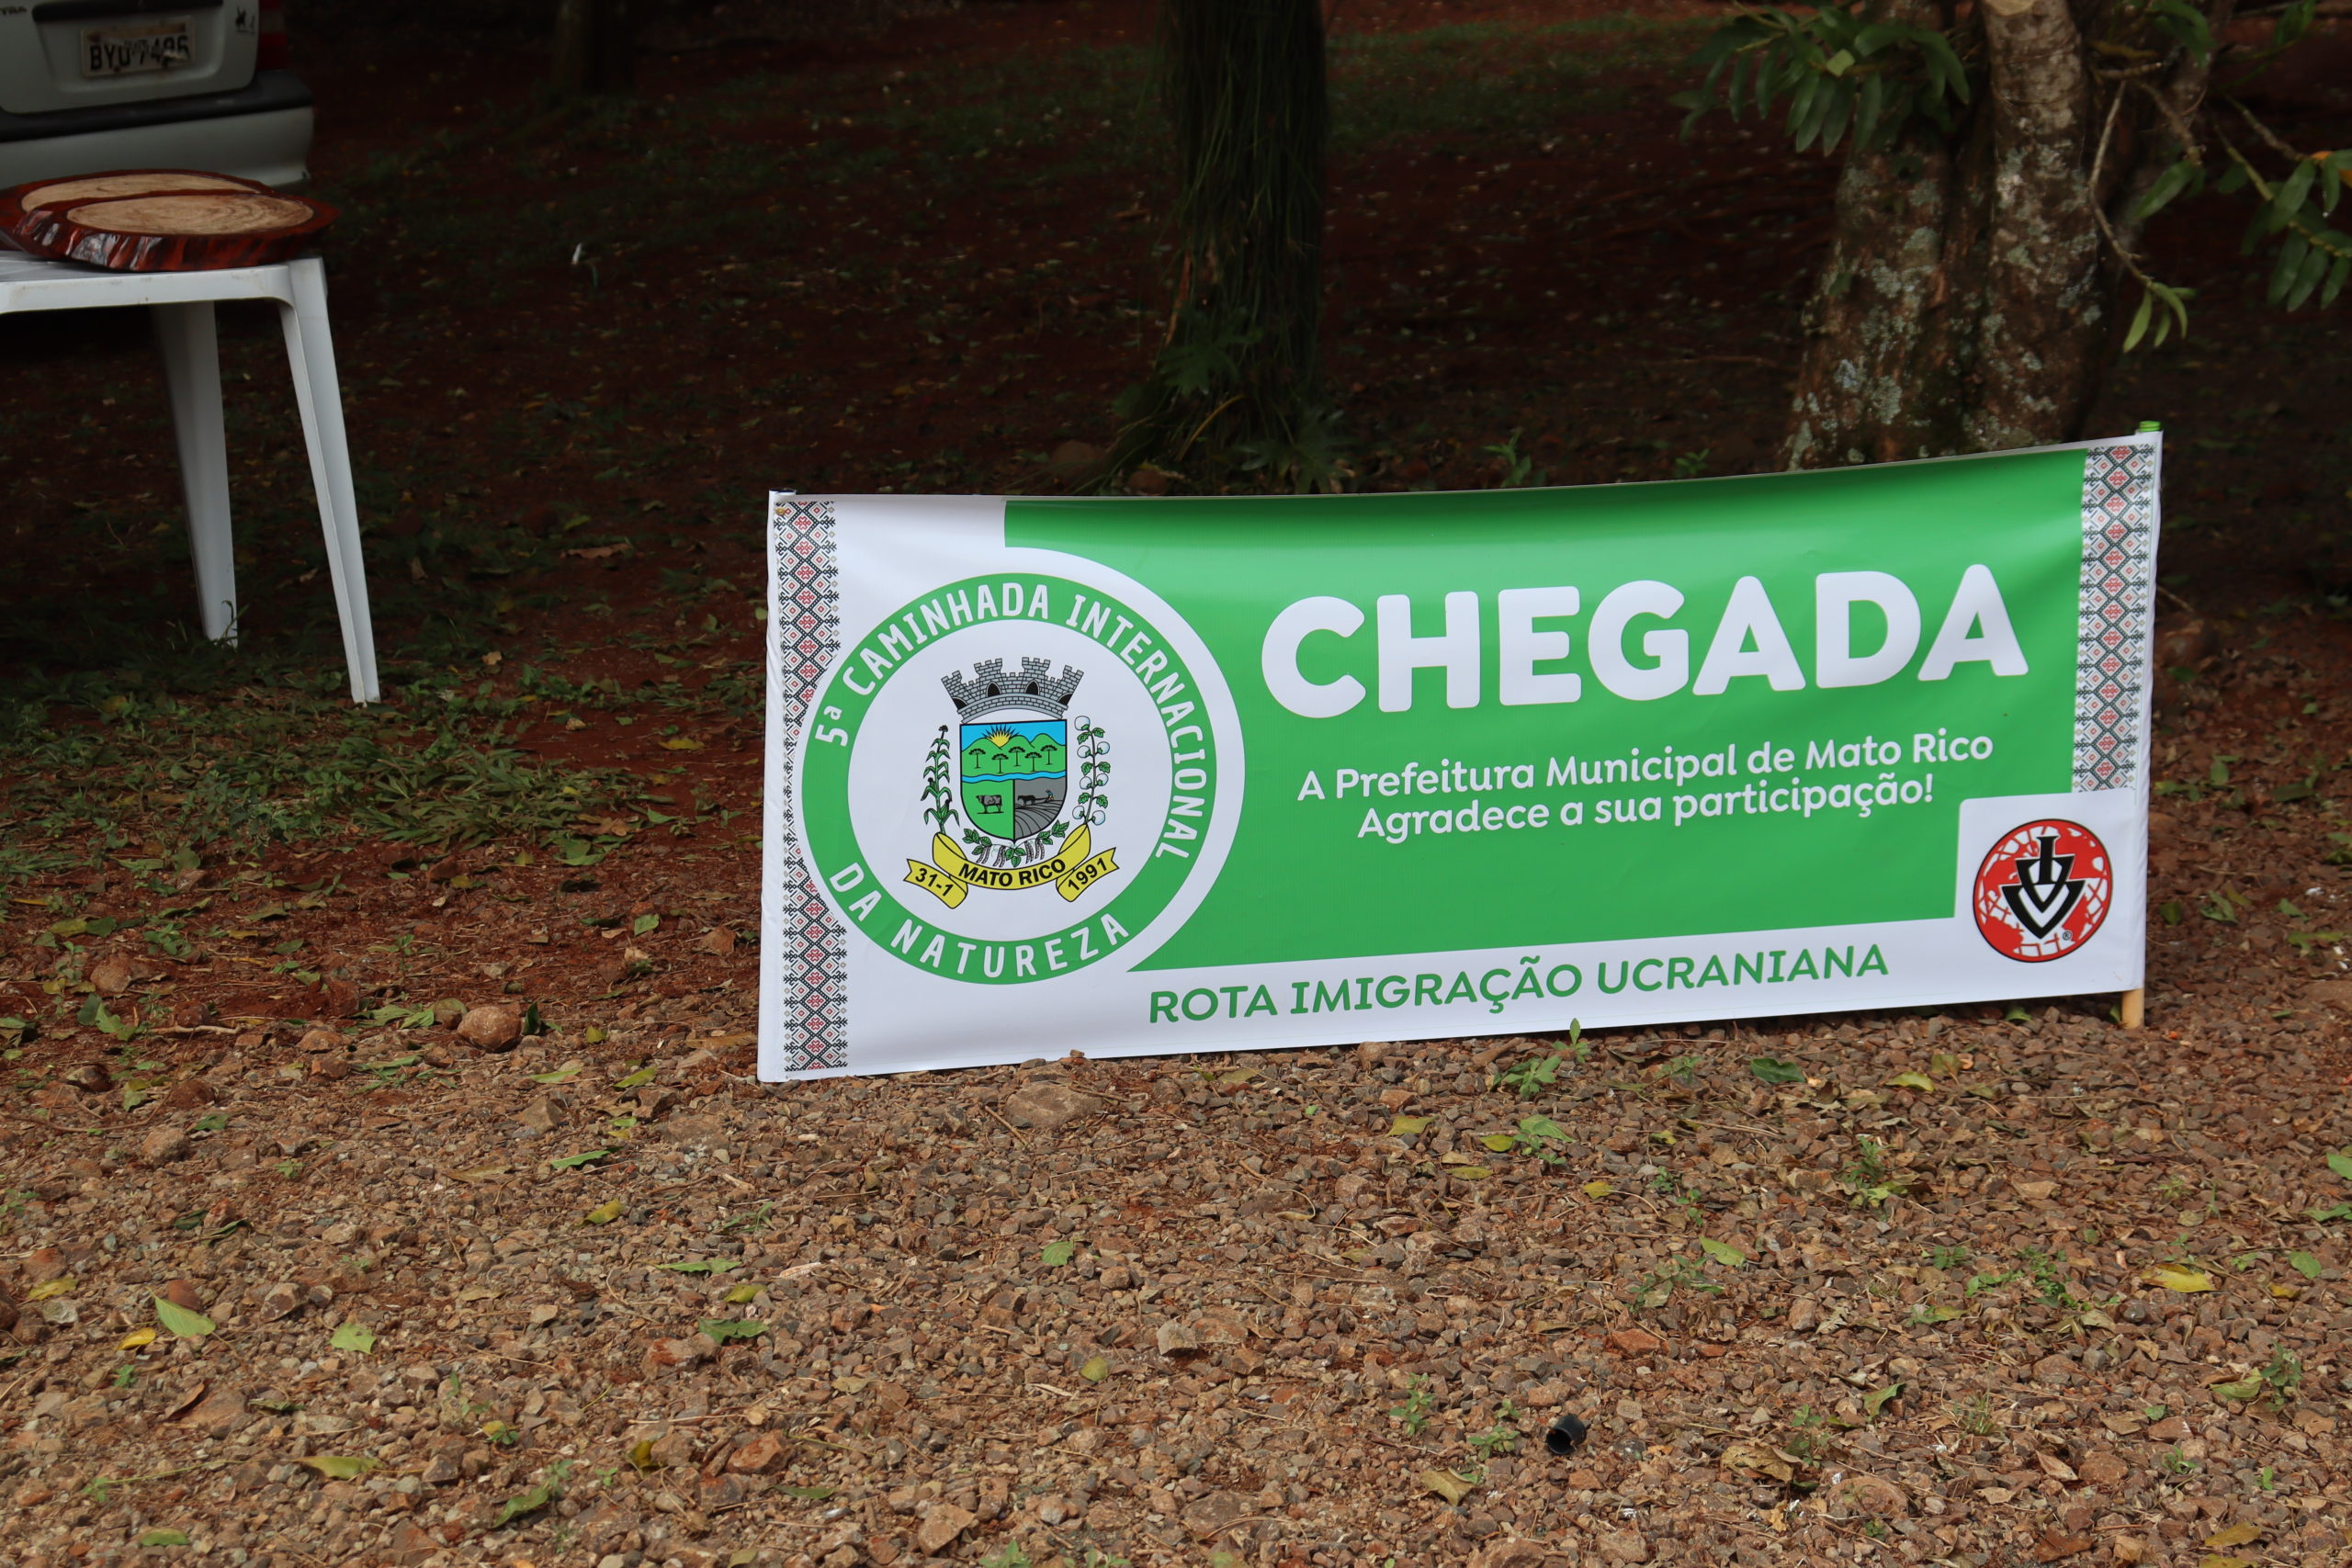 5ª CAMINHADA INTERNACIONAL
DA NATUREZA
31-1 MATO RICO 1991
CHEGADA
A Prefeitura Municipal de Mato Rico
Agradece a sua participação!
ROTA IMIGRAÇÃO UCRANIANA
IVV
®